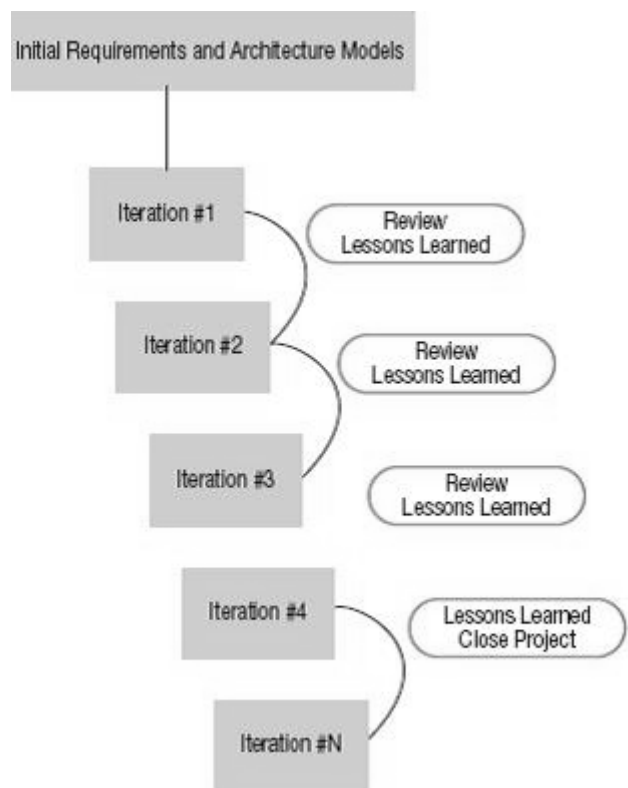 Initial Requirements and Architecture Models
Iteration #1
Review
Lessons Learned
Iteration #2
Review
Lessons Learned
Iteration #3
Review
Lessons Learned
Iteration #4
Lessons Learned
Close Project
Iteration #N